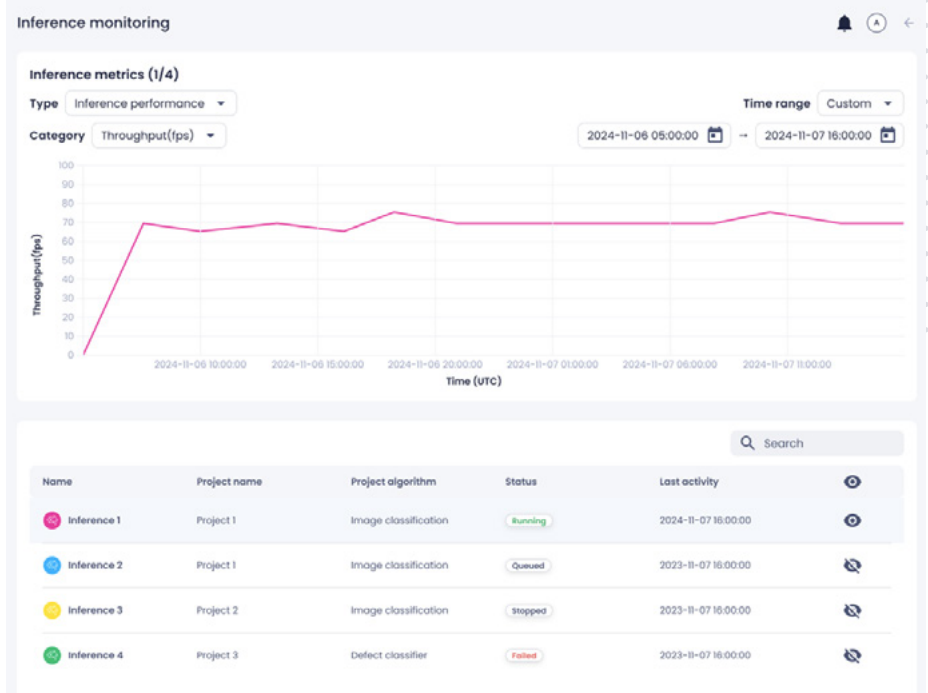 Inference monitoring
A
Inference metrics (1/4)
Type Inference performance
Time range Custom
Category Throughput(fps)
2024-11-06 05:00:00 → 2024-11-07 16:00:00
100
90
80
70
60
50
40
30
20
10
0
Throughput(fps)
2024-11-06 10:00:00 2024-11-06 15:00:00 2024-11-06 20:00:00 2024-11-07 01:00:00 2024-11-07 06:00:00 2024-11-07 11:00:00
Time (UTC)
Search
Name Project name Project algorithm Status Last activity
Inference 1 Project 1 Image classification Running 2024-11-07 16:00:00
Inference 2 Project 1 Image classification Queued 2023-11-07 16:00:00
Inference 3 Project 2 Image classification Stopped 2023-11-07 16:00:00
Inference 4 Project 3 Defect classifier Failed 2023-11-07 16:00:00